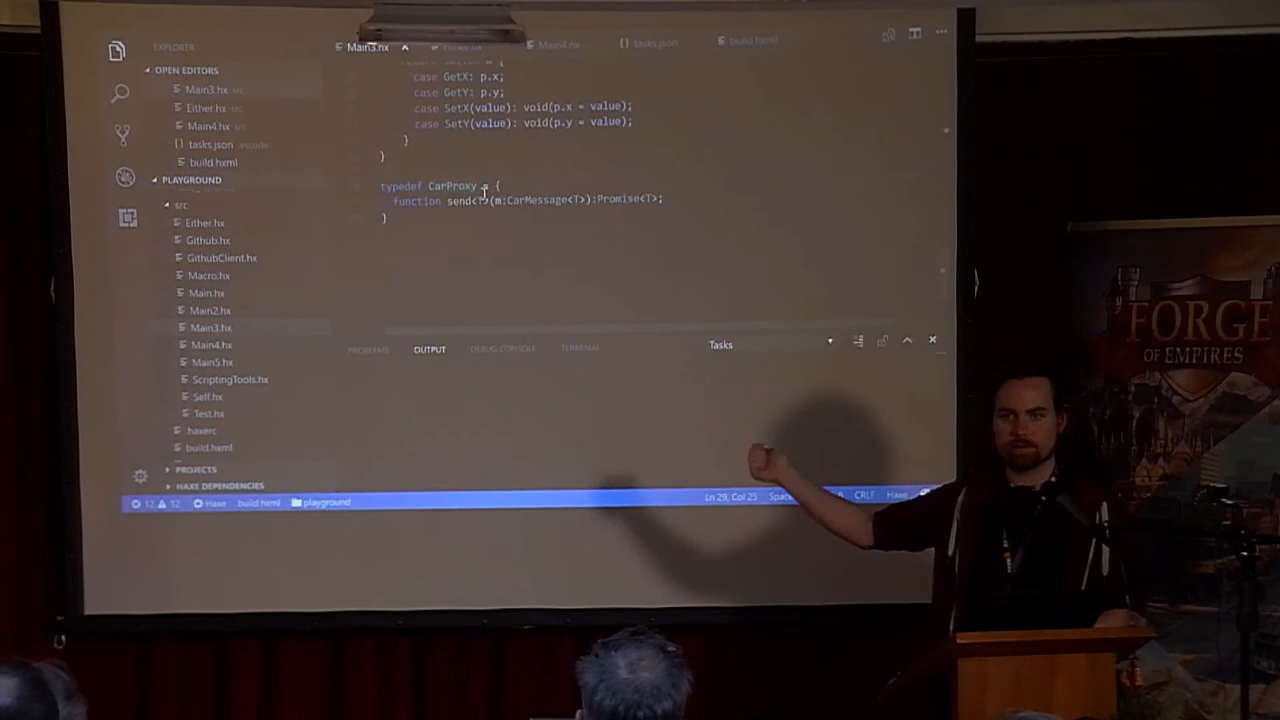 EXPLORER
OPEN EDITORS
Main3.hx src
Either.hx src
Main4.hx src
{} tasks.json .vscode
build.hxml
PLAYGROUND
src
Either.hx
Github.hx
GithubClient.hx
Macro.hx
Main.hx
Main2.hx
Main3.hx
Main4.hx
Main5.hx
ScriptingTools.hx
Self.hx
Test.hx
.haxerc
build.hxml
PROJECTS
HAXE DEPENDENCIES
Main3.hx Either.hx Main4.hx {} tasks.json build.hxml
case GetX: p.x;
case GetY: p.y;
case SetX(value): void(p.x = value);
case SetY(value): void(p.y = value);
}
}
typedef CarProxy = {
function send<T>(m:CarMessage<T>):Promise<T>;
}
PROBLEMS OUTPUT DEBUG CONSOLE TERMINAL Tasks
12 12 Haxe build.hxml playground Ln 29, Col 25 CRLF Haxe
FORGE
OF EMPIRES